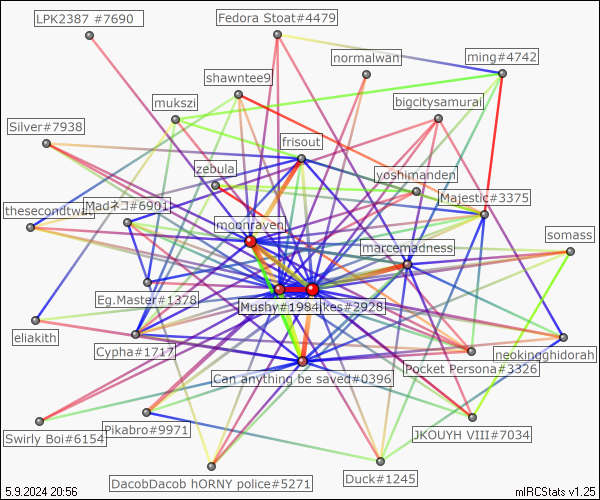 LPK2387 #7690
Fedora Stoat#4479
normalwan
ming#4742
shawntee9
mukszi
bigcitysamurai
Silver#7938
frisout
zebula
yoshimanden
Majestic#3375
Madネコ#6901
thesecondtwat
moonraven
somass
marcemadness
Eg.Master#1378
Mushy#1984
ikes#2928
eliakith
Cypha#1717
neokingghidorah
Pocket Persona#3326
Can anything be saved#0396
Swirly Boi#6154
Pikabro#9971
JKOUYH VIII#7034
DacobDacob hORNY police#5271
Duck#1245
5.9.2024 20:56
mIRCStats v1.25